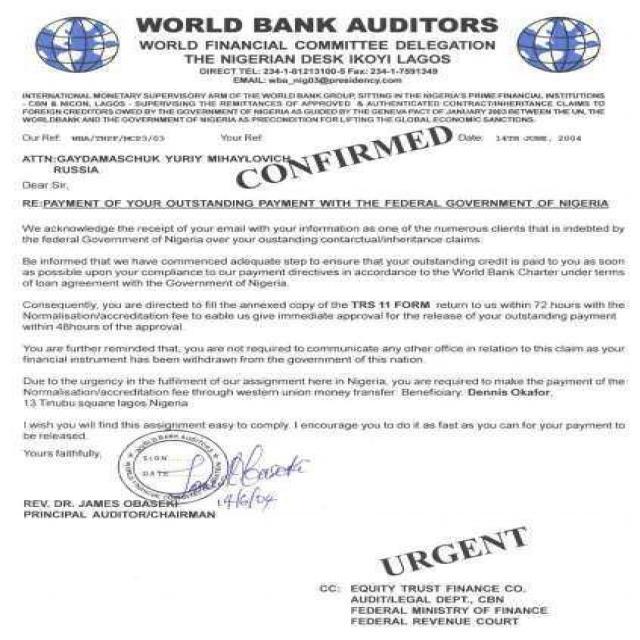 WORLD BANK AUDITORS
WORLD FINANCIAL COMMITTEE DELEGATION
THE NIGERIAN DESK IKOYI LAGOS
DIRECT TEL: 234-1-81213100-5 Fax: 234-1-7591349
EMAIL: wba_nig03@presidency.com
INTERNATIONAL MONETARY SUPERVISORY ARM OF THE WORLD BANK GROUP, SITTING IN THE NIGERIA'S PRIME FINANCIAL INSTITUTIONS
- CBN & NICON, LAGOS - SUPERVISING THE REMITTANCES OF APPROVED & AUTHENTICATED CONTRACT/INHERITANCE CLAIMS TO
FOREIGN CREDITORS OWED BY THE GOVERNMENT OF NIGERIA AS GUIDED BY THE GENEVA PACT OF JANUARY 2003 BETWEEN THE UN, THE
WORLDBANK AND THE GOVERNMENT OF NIGERIA AS PRECONDITION FOR LIFTING THE GLOBAL ECONOMIC SANCTIONS.
Our Ref: Your Ref: Date: 14TH JUNE, 2004
CONFIRMED
ATTN:GAYDAMASCHUK YURIY MIHAYLOVICH
RUSSIA
Dear Sir,
RE:PAYMENT OF YOUR OUTSTANDING PAYMENT WITH THE FEDERAL GOVERNMENT OF NIGERIA
We acknowledge the receipt of your email with your information as one of the numerous clients that is indebted by
the federal Government of Nigeria over your oustanding contarctual/inheritance claims.
Be informed that we have commenced adequate step to ensure that your outstanding credit is paid to you as soon
as possible upon your compliance to our payment directives in accordance to the World Bank Charter under terms
of loan agreement with the Government of Nigeria.
Consequently, you are directed to fill the annexed copy of the TRS 11 FORM return to us within 72 hours with the
Normalisation/accreditation fee to eable us give immediate approval for the release of your outstanding payment
within 48hours of the approval.
You are further reminded that, you are not required to communicate any other office in relation to this claim as your
financial instrument has been withdrawn from the government of this nation.
Due to the urgency in the fulfilment of our assignment here in Nigeria, you are required to make the payment of the
Normalisation/accreditation fee through western union money transfer. Beneficiary: Dennis Okafor,
13 Tinubu square lagos Nigeria
I wish you will find this assignment easy to comply. I encourage you to do it as fast as you can for your payment to
be released.
Yours faithfully,
WORLD BANK AUDITORS
SIGN
DATE
Obaseki
14/6/04
REV. DR. JAMES OBASEKI
PRINCIPAL AUDITOR/CHAIRMAN
URGENT
CC: EQUITY TRUST FINANCE CO.
AUDIT/LEGAL DEPT., CBN
FEDERAL MINISTRY OF FINANCE
FEDERAL REVENUE COURT